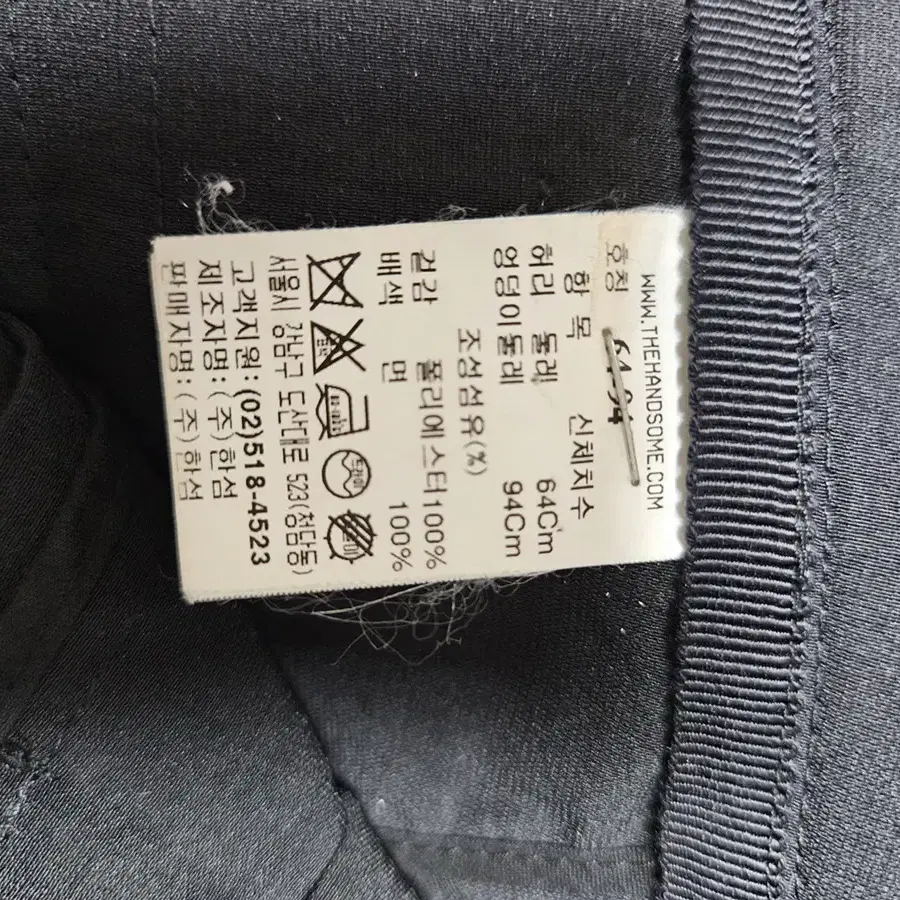 WWW.THEHANDSOME.COM
호칭 64-94
항 목 신체치수
허리 둘레 64Cm
엉덩이둘레 94Cm
조성섬유(%)
겉감 폴리에스터100%
배색 면 100%
서울시 강남구 도산대로 523(청담동)
고객지원:(02)518-4523
제조자명:(주)한섬
판매자명:(주)한섬